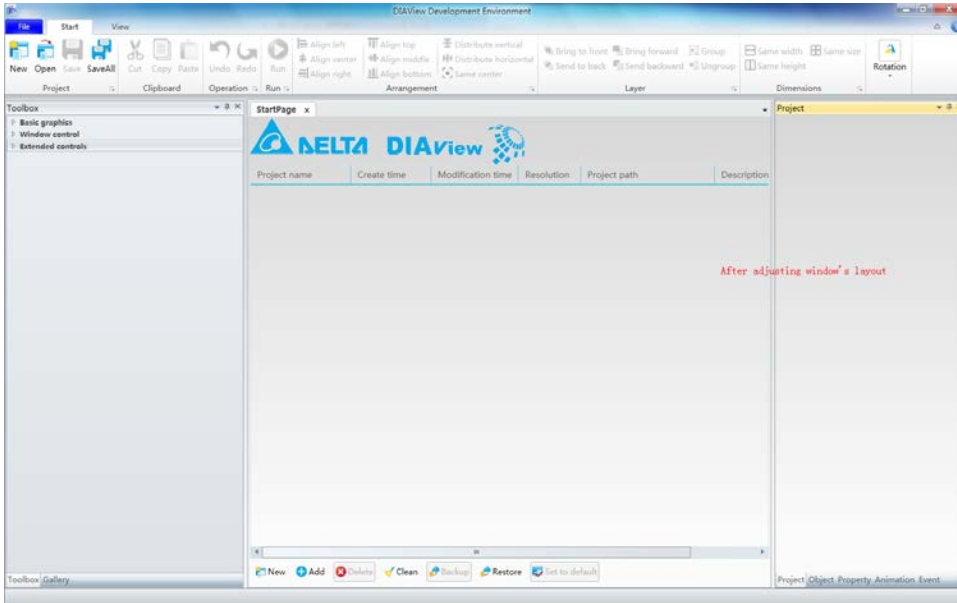 DIAView Development Environment
File Start View
New Open Save SaveAll Cut Copy Paste Undo Redo Run
Align left Align top Distribute vertical
Align center Align middle Distribute horizontal
Align right Align bottom Same center
Bring to front Bring forward Group
Send to back Send backward Ungroup
Same width Same size
Same height
Rotation
Project Clipboard Operation Run Arrangement Layer Dimensions
Toolbox
Basic graphics
Window control
Extended controls
StartPage x
DELTA DIAView
Project name Create time Modification time Resolution Project path Description
Project
After adjusting window's layout
New Add Delete Clean Backup Restore Set to default
Toolbox Gallery
Project Object Property Animation Event